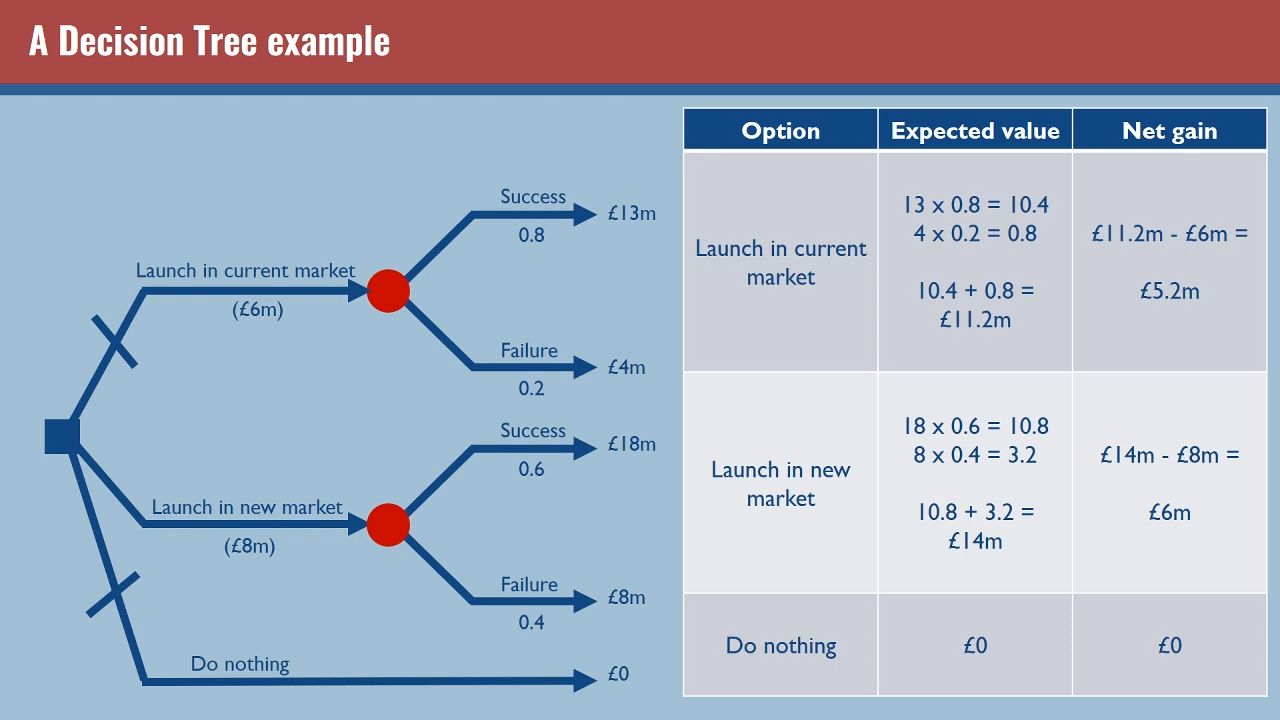 A Decision Tree example
Success
0.8
£13m
Launch in current market
(£6m)
Failure
0.2
£4m
Success
0.6
£18m
Launch in new market
(£8m)
Failure
0.4
£8m
Do nothing
£0
Option
Expected value
Net gain
Launch in current
market
13 x 0.8 = 10.4
4 x 0.2 = 0.8
10.4 + 0.8 =
£11.2m
£11.2m - £6m =
£5.2m
Launch in new
market
18 x 0.6 = 10.8
8 x 0.4 = 3.2
10.8 + 3.2 =
£14m
£14m - £8m =
£6m
Do nothing
£0
£0